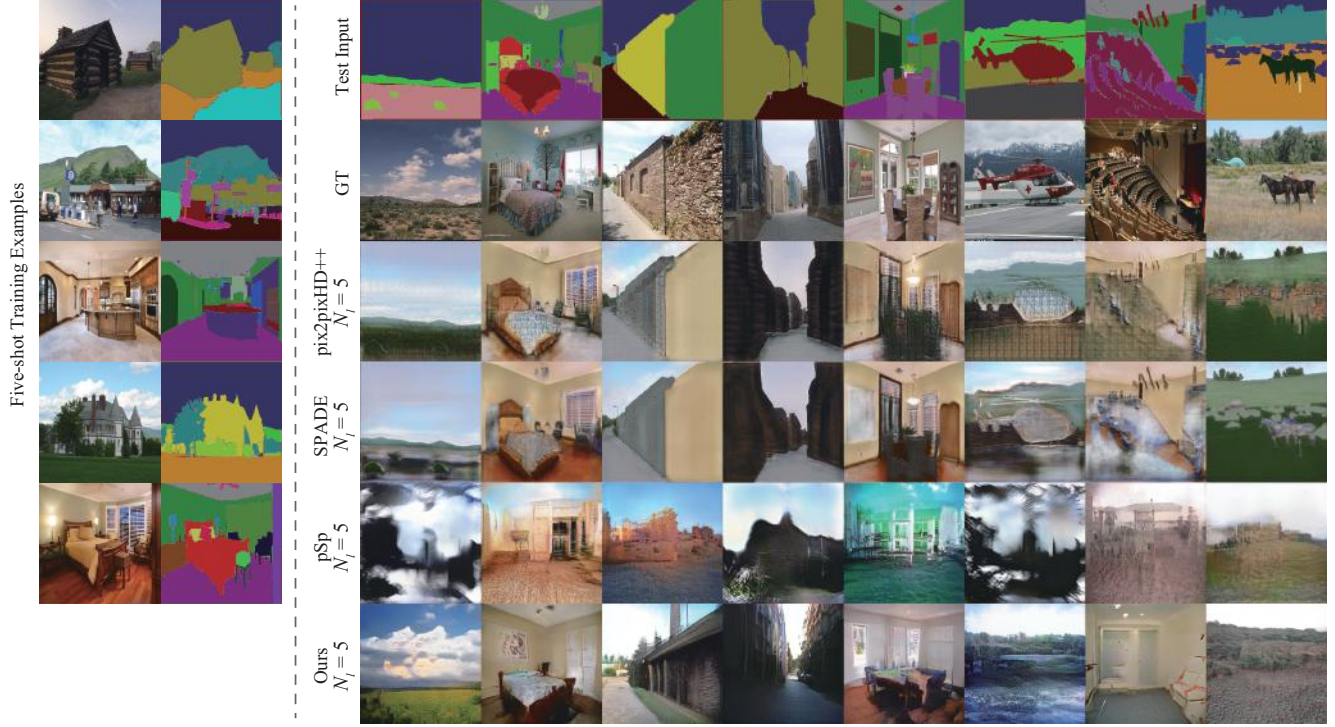 Five-shot Training Examples
Test Input
GT
pix2pixHD++
N_l = 5
SPADE
N_l = 5
pSp
N_l = 5
Ours
N_l = 5